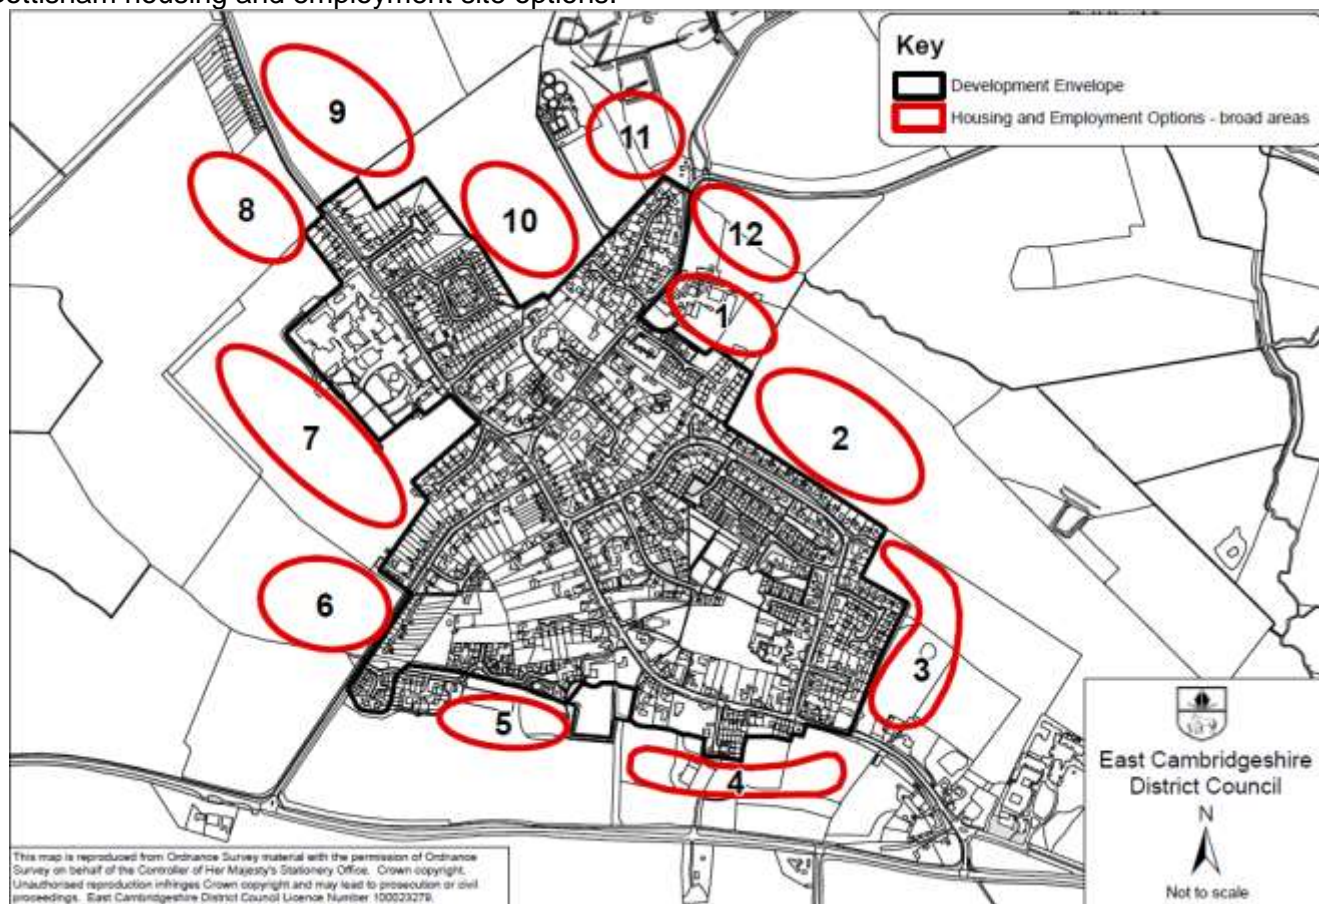 ottisham housing and employment site options.
Key
Development Envelope
Housing and Employment Options - broad areas
9
11
8
10
12
1
2
7
6
3
5
4
East Cambridgeshire
District Council
N
Not to scale
This map is reproduced from Ordnance Survey material with the permission of Ordnance
Survey on behalf of the Controller of Her Majesty's Stationery Office. Crown copyright.
Unauthorised reproduction infringes Crown copyright and may lead to prosecution or civil
proceedings. East Cambridgeshire District Council Licence Number 100023279.